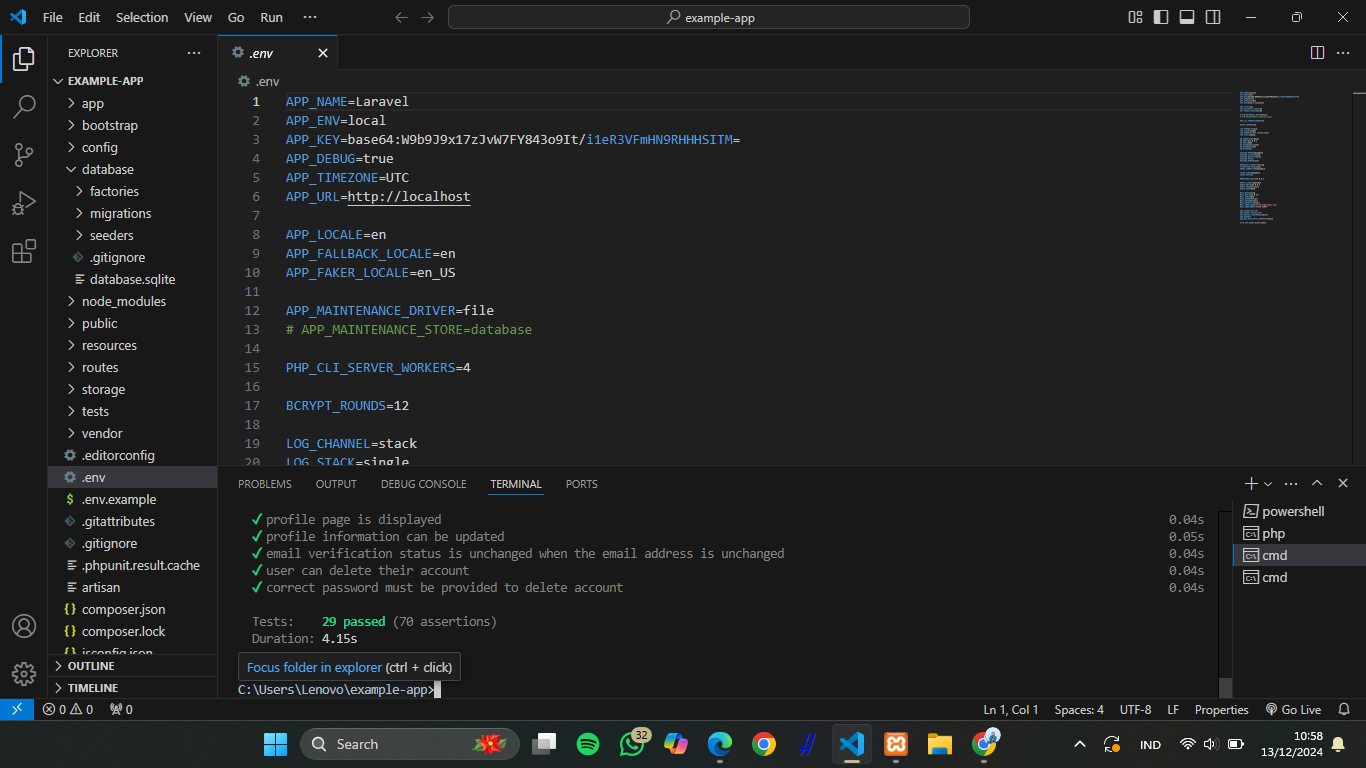 File Edit Selection View Go Run ···
example-app
EXPLORER
EXAMPLE-APP
app
bootstrap
config
database
factories
migrations
seeders
.gitignore
database.sqlite
node_modules
public
resources
routes
storage
tests
vendor
.editorconfig
.env
.env.example
.gitattributes
.gitignore
.phpunit.result.cache
artisan
composer.json
composer.lock
jsconfig.json
OUTLINE
TIMELINE
.env
.env
1 APP_NAME=Laravel
2 APP_ENV=local
3 APP_KEY=base64:W9b9J9x17zJvW7FY843o9It/i1eR3VFmHN9RHHHSITM=
4 APP_DEBUG=true
5 APP_TIMEZONE=UTC
6 APP_URL=http://localhost
7
8 APP_LOCALE=en
9 APP_FALLBACK_LOCALE=en
10 APP_FAKER_LOCALE=en_US
11
12 APP_MAINTENANCE_DRIVER=file
13 # APP_MAINTENANCE_STORE=database
14
15 PHP_CLI_SERVER_WORKERS=4
16
17 BCRYPT_ROUNDS=12
18
19 LOG_CHANNEL=stack
20 LOG_STACK=single
PROBLEMS OUTPUT DEBUG CONSOLE TERMINAL PORTS
✓ profile page is displayed 0.04s
✓ profile information can be updated 0.05s
✓ email verification status is unchanged when the email address is unchanged 0.04s
✓ user can delete their account 0.04s
✓ correct password must be provided to delete account 0.04s
Tests: 29 passed (70 assertions)
Duration: 4.15s
Focus folder in explorer (ctrl + click)
C:\Users\Lenovo\example-app>
powershell
php
cmd
cmd
0 0 0 Ln 1, Col 1 Spaces: 4 UTF-8 LF Properties Go Live
Search 32 IND 10:58
13/12/2024